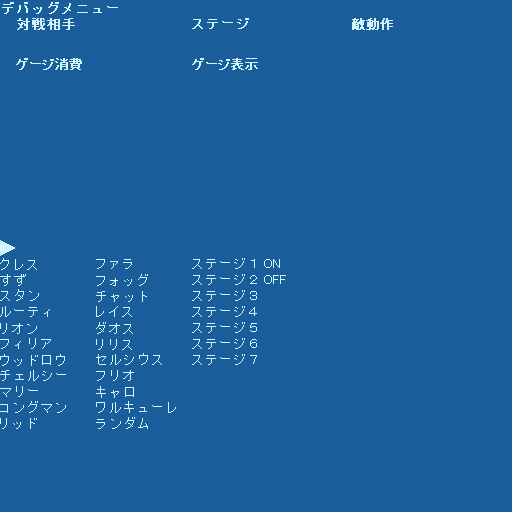 デバッグメニュー
対戦相手 ステージ 敵動作
ゲージ消費 ゲージ表示
クレス ファラ ステージ１ ON
すず フォッグ ステージ２ OFF
スタン チャット ステージ３
ルーティ レイス ステージ４
リオン ダオス ステージ５
フィリア リリス ステージ６
ウッドロウ セルシウス ステージ７
チェルシー フリオ
マリー キャロ
コングマン ワルキューレ
リッド ランダム